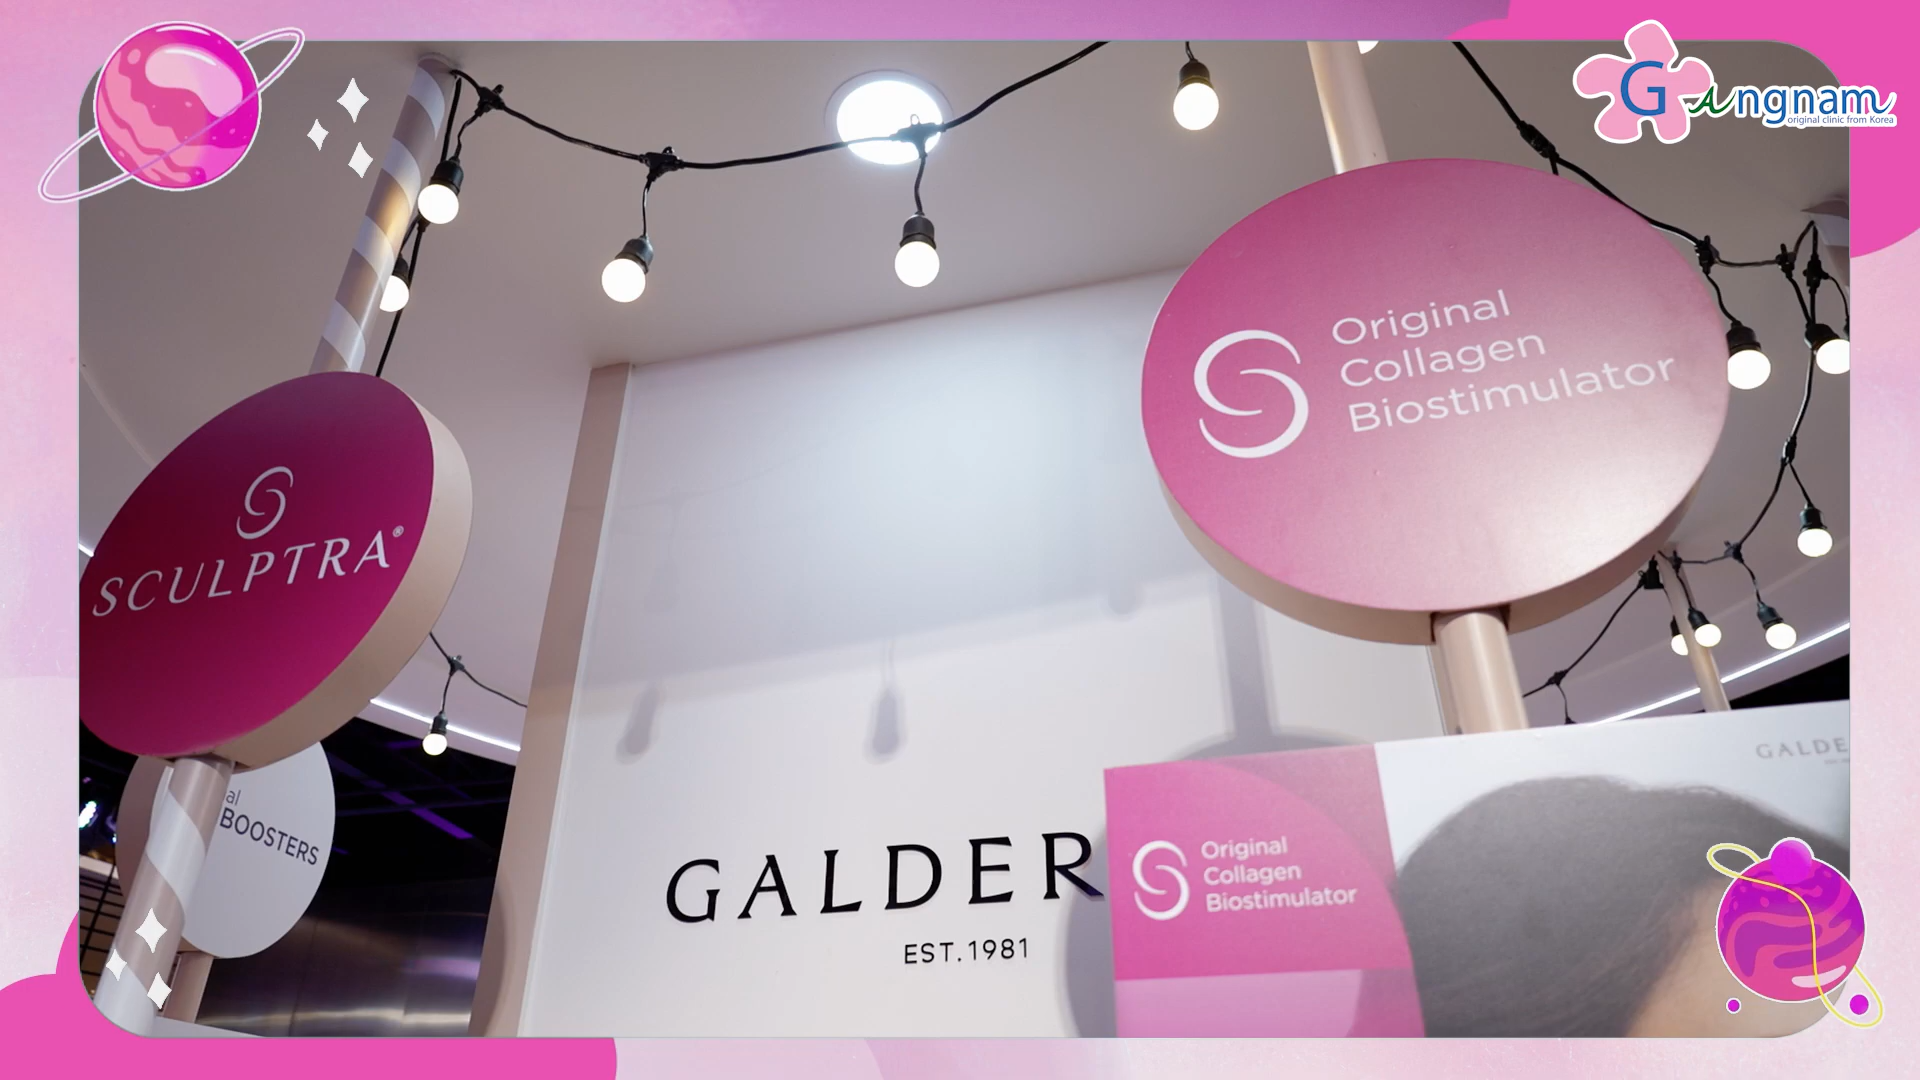 Gangnam
original clinic from Korea
Original
Collagen
Biostimulator
SCULPTRA®
al
BOOSTERS
GALDER
EST.1981
Original
Collagen
Biostimulator
GALDE